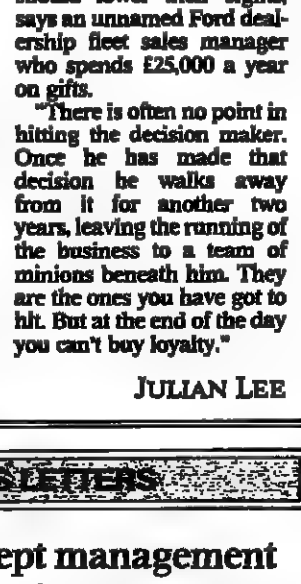 says an unnamed Ford deal-
ership fleet sales manager
who spends £25,000 a year
on gifts.
"There is often no point in
hitting the decision maker.
Once he has made that
decision he walks away
from it for another two
years, leaving the running of
the business to a team of
minions beneath him. They
are the ones you have got to
hit. But at the end of the day
you can't buy loyalty."
JULIAN LEE
LETTERS
ept management